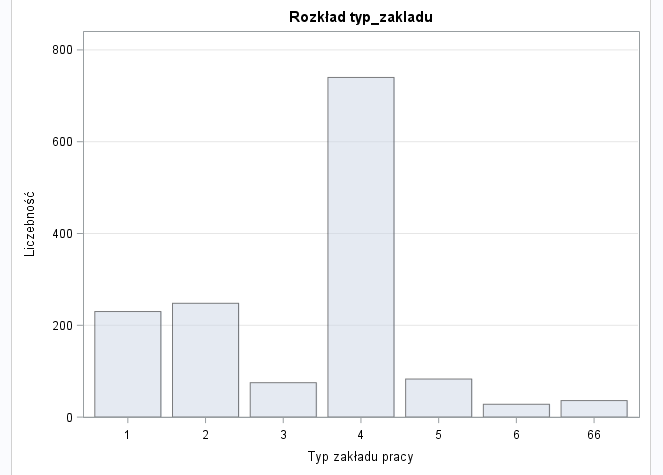 Rozkład typ_zakladu
800
600
400
200
0
Liczebność
1 2 3 4 5 6 66
Typ zakładu pracy